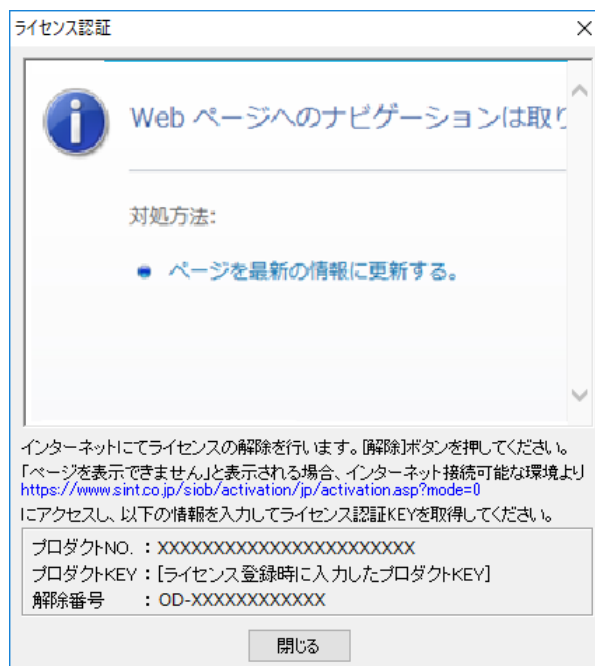 ライセンス認証
Web ページへのナビゲーションは取り
対処方法:
ページを最新の情報に更新する。
インターネットにてライセンスの解除を行います。[解除]ボタンを押してください。
「ページを表示できません」と表示される場合、インターネット接続可能な環境より
https://www.sint.co.jp/siob/activation/jp/activation.asp?mode=0
にアクセスし、以下の情報を入力してライセンス認証KEYを取得してください。
プロダクトNO. : XXXXXXXXXXXXXXXXXXXXXXXX
プロダクトKEY : [ライセンス登録時に入力したプロダクトKEY]
解除番号 : OD-XXXXXXXXXXXX
閉じる